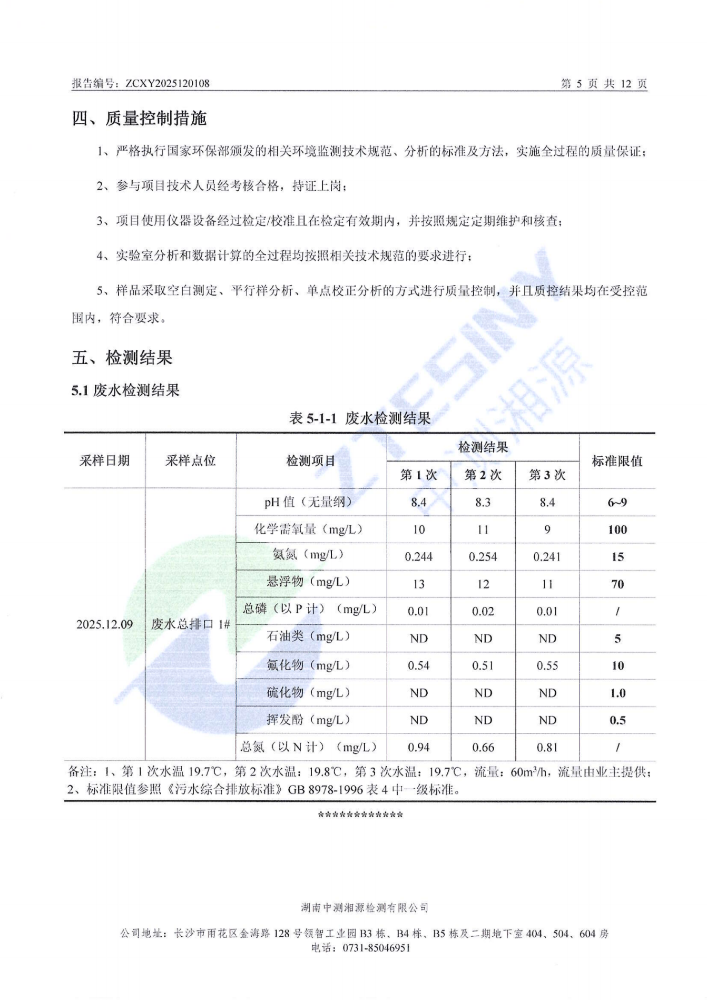 报告编号：ZCXY2025120108 第 5 页 共 12 页
四、质量控制措施
1、严格执行国家环保部颁发的相关环境监测技术规范、分析的标准及方法，实施全过程的质量保证；
2、参与项目技术人员经考核合格，持证上岗；
3、项目使用仪器设备经过检定/校准且在检定有效期内，并按照规定定期维护和核查；
4、实验室分析和数据计算的全过程均按照相关技术规范的要求进行；
5、样品采取空白测定、平行样分析、单点校正分析的方式进行质量控制，并且质控结果均在受控范
围内，符合要求。
五、检测结果
5.1 废水检测结果
表 5-1-1 废水检测结果
采样日期 采样点位 检测项目 检测结果 标准限值
第 1 次 第 2 次 第 3 次
pH 值（无量纲） 8.4 8.3 8.4 6~9
化学需氧量（mg/L） 10 11 9 100
氨氮（mg/L） 0.244 0.254 0.241 15
悬浮物（mg/L） 13 12 11 70
总磷（以 P 计）（mg/L） 0.01 0.02 0.01 /
2025.12.09 废水总排口 1#
石油类（mg/L） ND ND ND 5
氟化物（mg/L） 0.54 0.51 0.55 10
硫化物（mg/L） ND ND ND 1.0
挥发酚（mg/L） ND ND ND 0.5
总氮（以 N 计）（mg/L） 0.94 0.66 0.81 /
备注：1、第 1 次水温 19.7℃，第 2 次水温：19.8℃，第 3 次水温：19.7℃，流量：60m³/h，流量由业主提供；
2、标准限值参照《污水综合排放标准》GB 8978-1996 表 4 中一级标准。
************
湖南中测湘源检测有限公司
公司地址：长沙市雨花区金海路 128 号领智工业园 B3 栋、B4 栋、B5 栋及二期地下室 404、504、604 房
电话：0731-85046951
ZTESINY
中测湘源